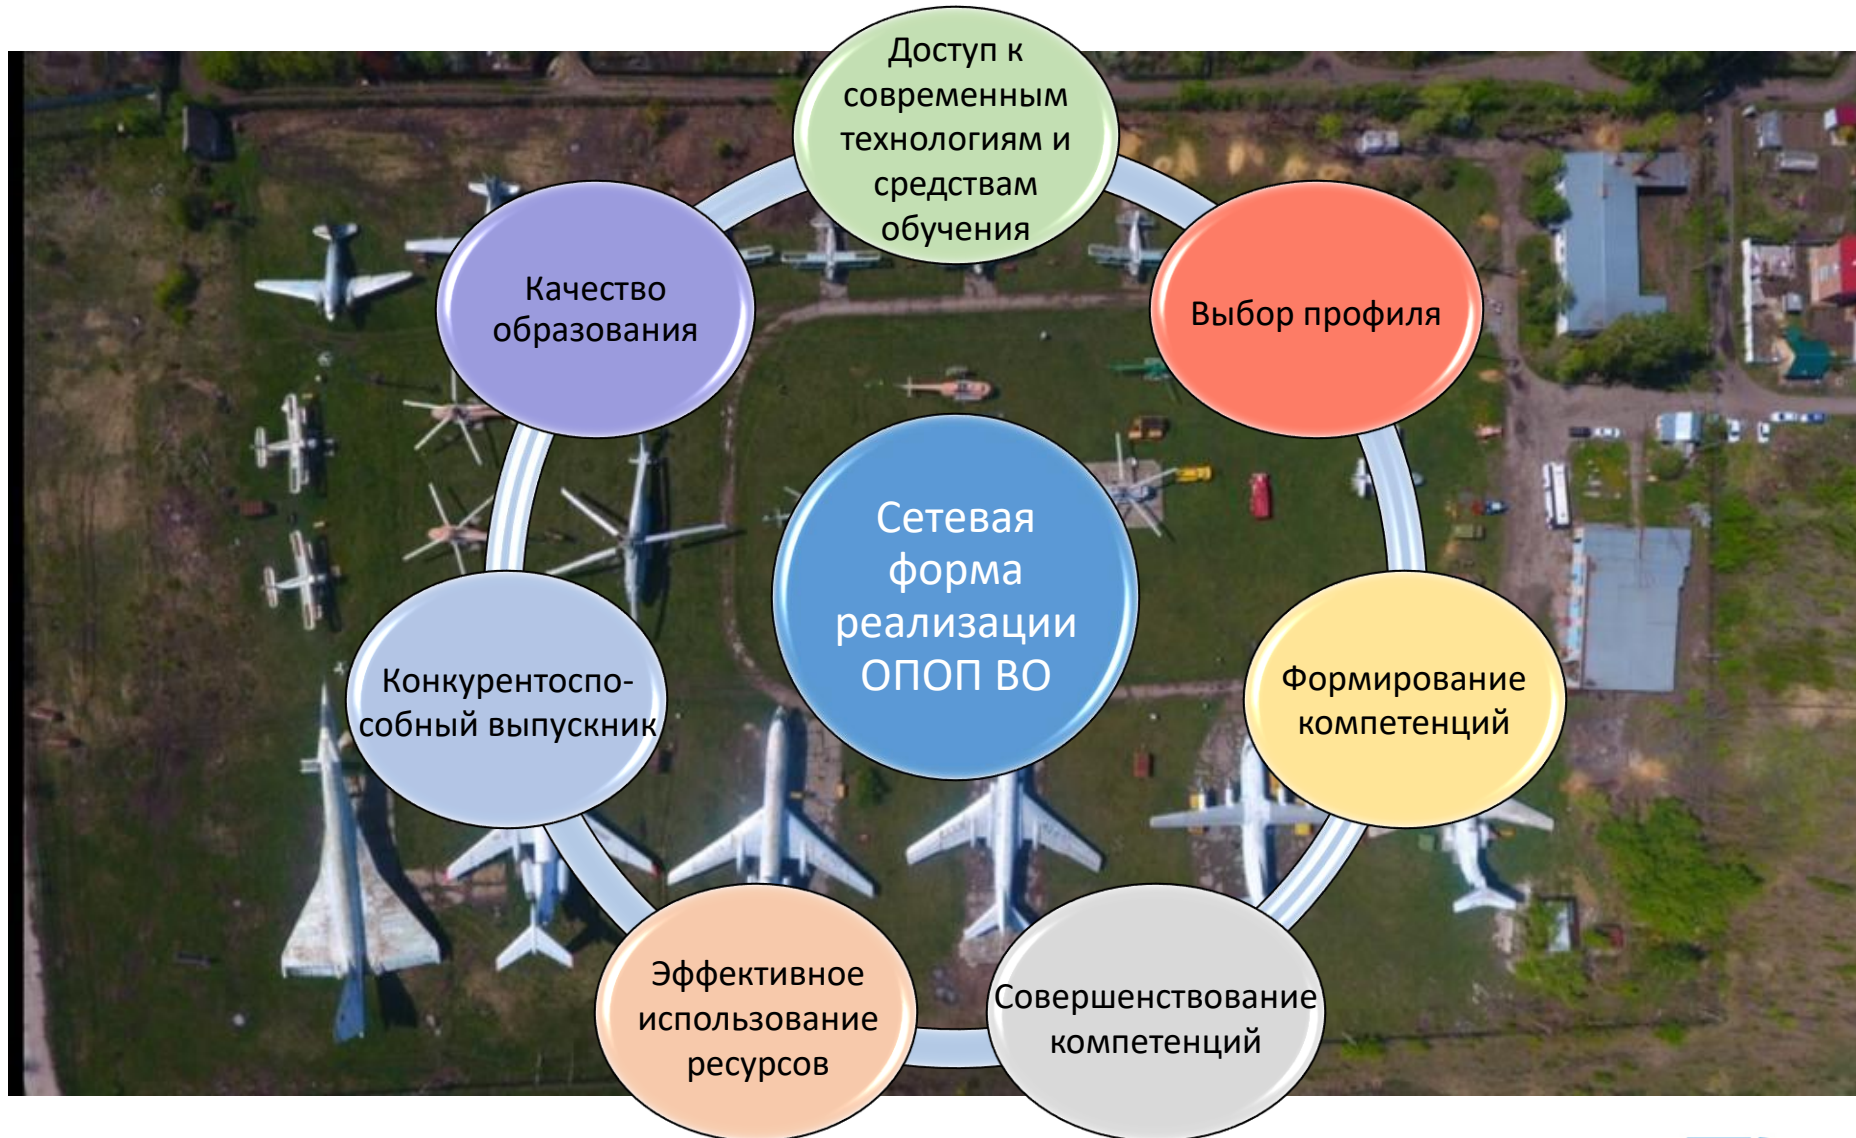 Доступ к
современным
технологиям и
средствам
обучения
Выбор профиля
Формирование
компетенций
Совершенствование
компетенций
Эффективное
использование
ресурсов
Конкурентоспо-
собный выпускник
Качество
образования
Сетевая
форма
реализации
ОПОП ВО